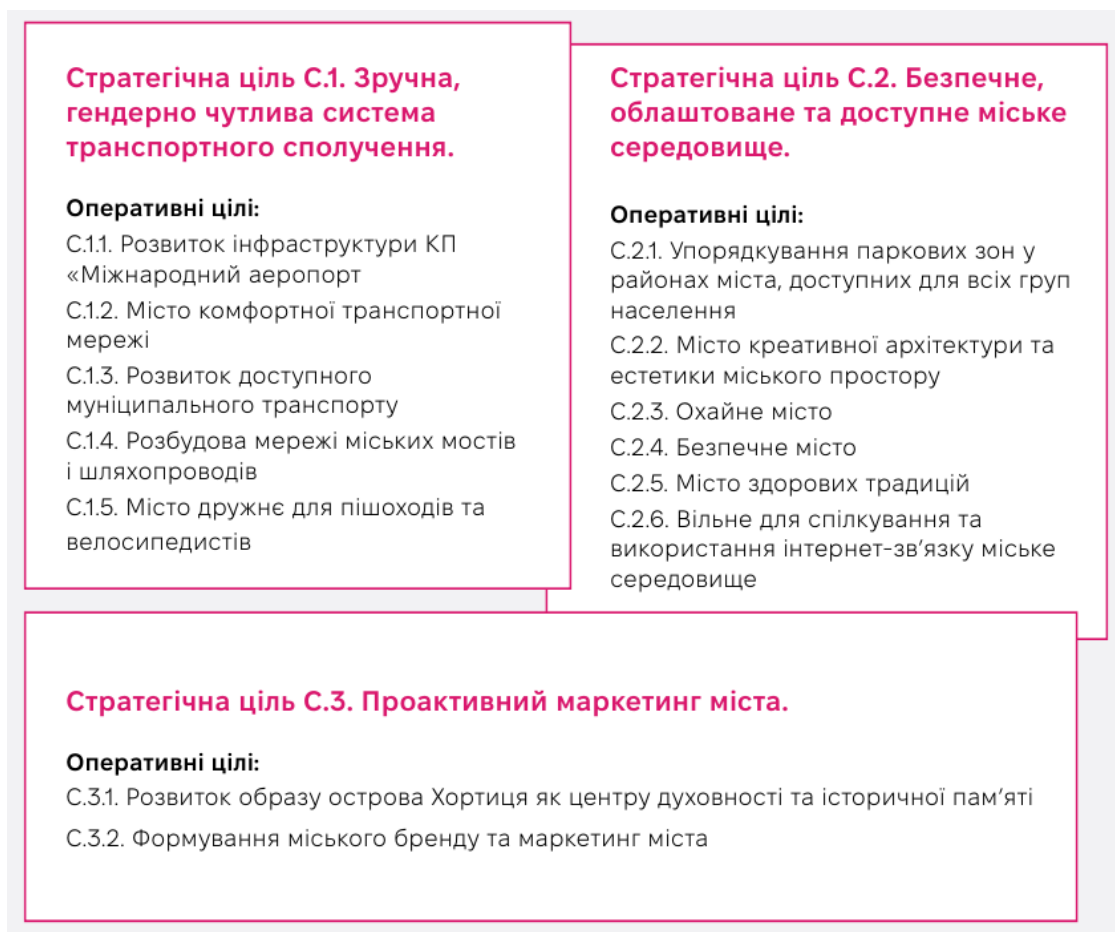 Стратегічна ціль С.1. Зручна,
гендерно чутлива система
транспортного сполучення.
Оперативні цілі:
С.1.1. Розвиток інфраструктури КП
«Міжнародний аеропорт
С.1.2. Місто комфортної транспортної
мережі
С.1.3. Розвиток доступного
муніципального транспорту
С.1.4. Розбудова мережі міських мостів
і шляхопроводів
С.1.5. Місто дружнє для пішоходів та
велосипедистів
Стратегічна ціль С.2. Безпечне,
облаштоване та доступне міське
середовище.
Оперативні цілі:
С.2.1. Упорядкування паркових зон у
районах міста, доступних для всіх груп
населення
С.2.2. Місто креативної архітектури та
естетики міського простору
С.2.3. Охайне місто
С.2.4. Безпечне місто
С.2.5. Місто здорових традицій
С.2.6. Вільне для спілкування та
використання інтернет-зв’язку міське
середовище
Стратегічна ціль С.3. Проактивний маркетинг міста.
Оперативні цілі:
С.3.1. Розвиток образу острова Хортиця як центру духовності та історичної пам’яті
С.3.2. Формування міського бренду та маркетинг міста